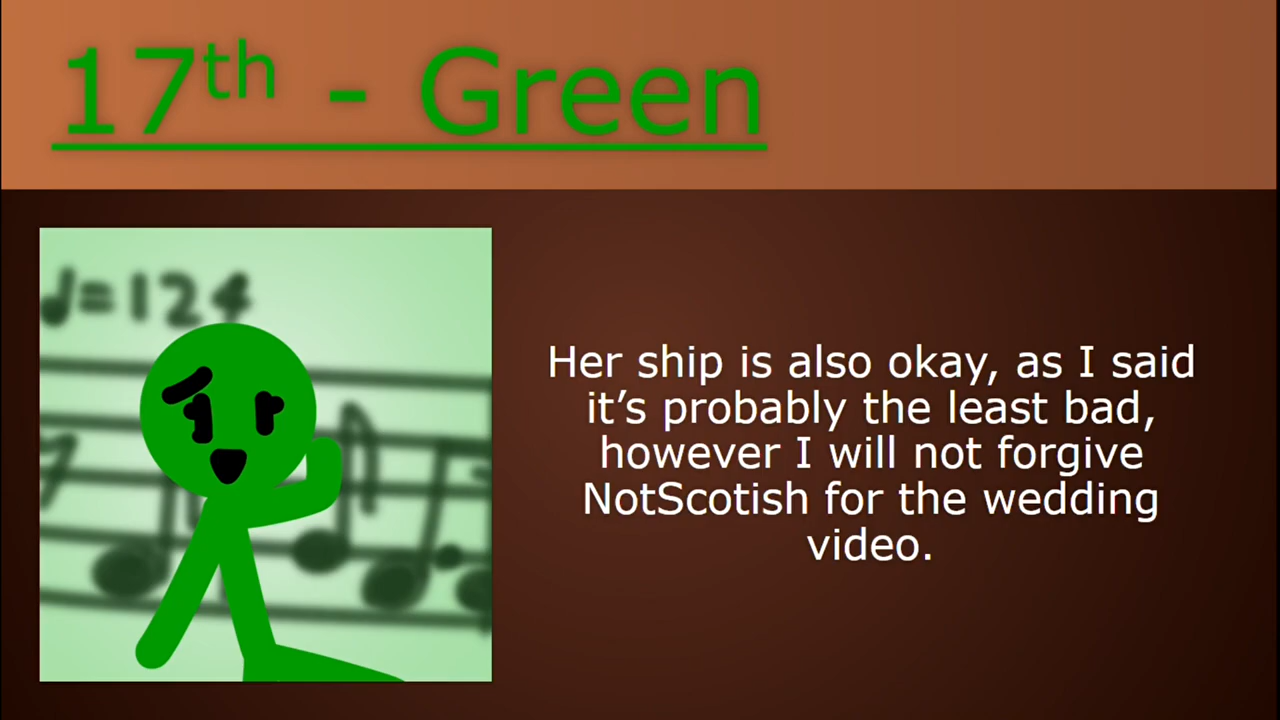 17th - Green
♩=124
Her ship is also okay, as I said
it’s probably the least bad,
however I will not forgive
NotScotish for the wedding
video.